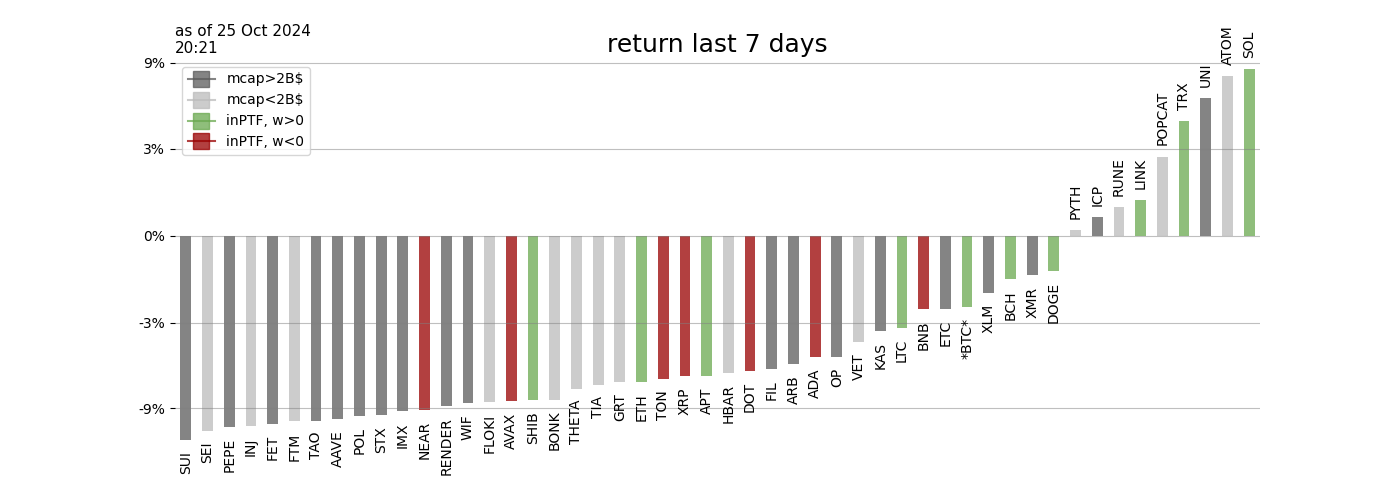 as of 25 Oct 2024
20:21
return last 7 days
9%
3%
0%
-3%
-9%
mcap>2B$
mcap<2B$
inPTF, w>0
inPTF, w<0
SUI
SEI
PEPE
INJ
FET
FTM
TAO
AAVE
POL
STX
IMX
NEAR
RENDER
WIF
FLOKI
AVAX
SHIB
BONK
THETA
TIA
GRT
ETH
TON
XRP
APT
HBAR
DOT
FIL
ARB
ADA
OP
VET
KAS
LTC
BNB
ETC
*BTC*
XLM
BCH
XMR
DOGE
PYTH
ICP
RUNE
LINK
POPCAT
TRX
UNI
ATOM
SOL